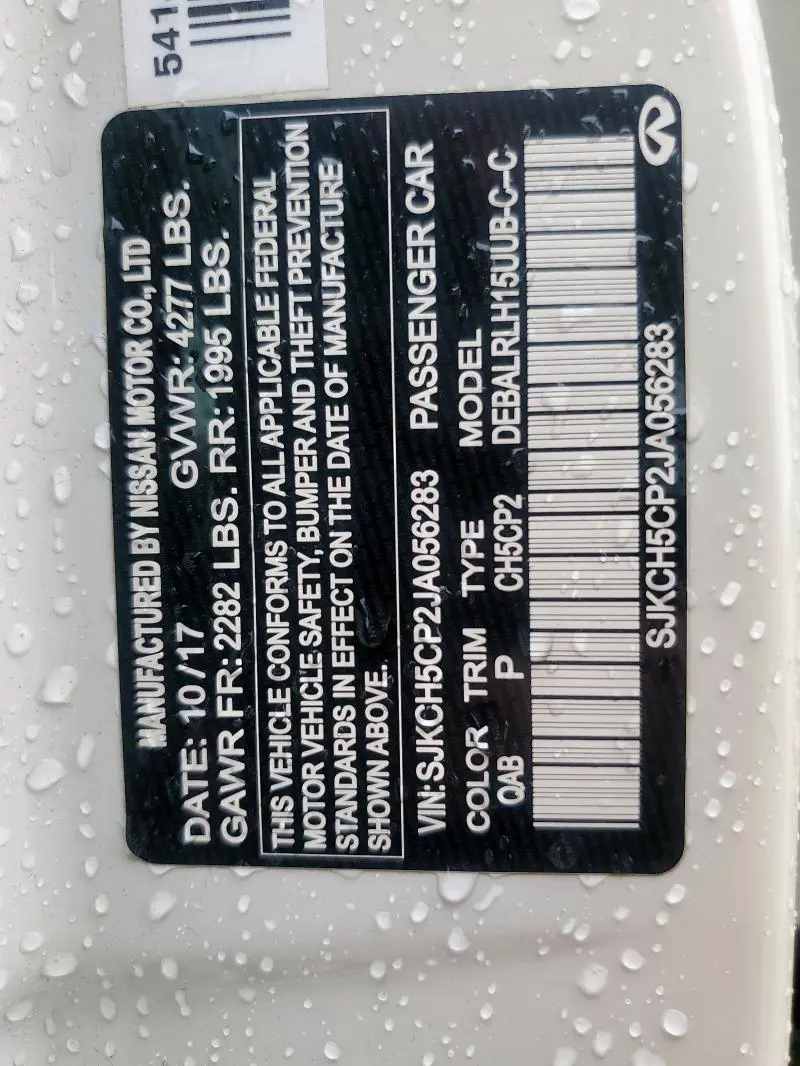 541
MANUFACTURED BY NISSAN MOTOR CO., LTD
DATE: 10 / 17 GVWR: 4277 LBS.
GAWR FR: 2282 LBS. RR: 1995 LBS.
THIS VEHICLE CONFORMS TO ALL APPLICABLE FEDERAL
MOTOR VEHICLE SAFETY, BUMPER AND THEFT PREVENTION
STANDARDS IN EFFECT ON THE DATE OF MANUFACTURE
SHOWN ABOVE.
VIN: SJKCH5CP2JA056283 PASSENGER CAR
COLOR TRIM TYPE MODEL
QAB P CH5CP2 DEBALRLH15UUB-C--C
SJKCH5CP2JA056283